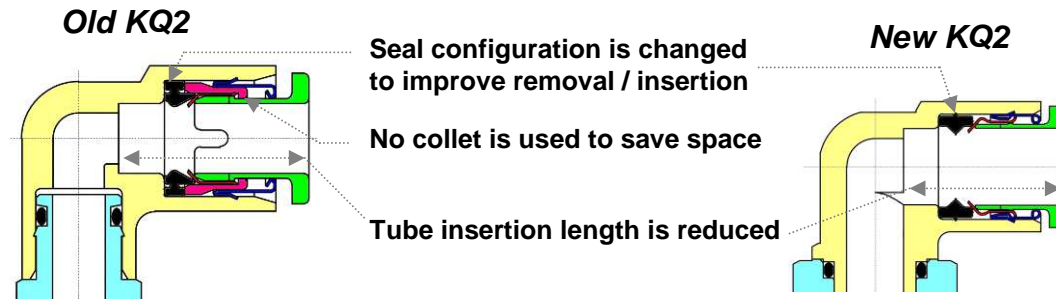 Old KQ2
New KQ2
Seal configuration is changed
to improve removal / insertion
No collet is used to save space
Tube insertion length is reduced